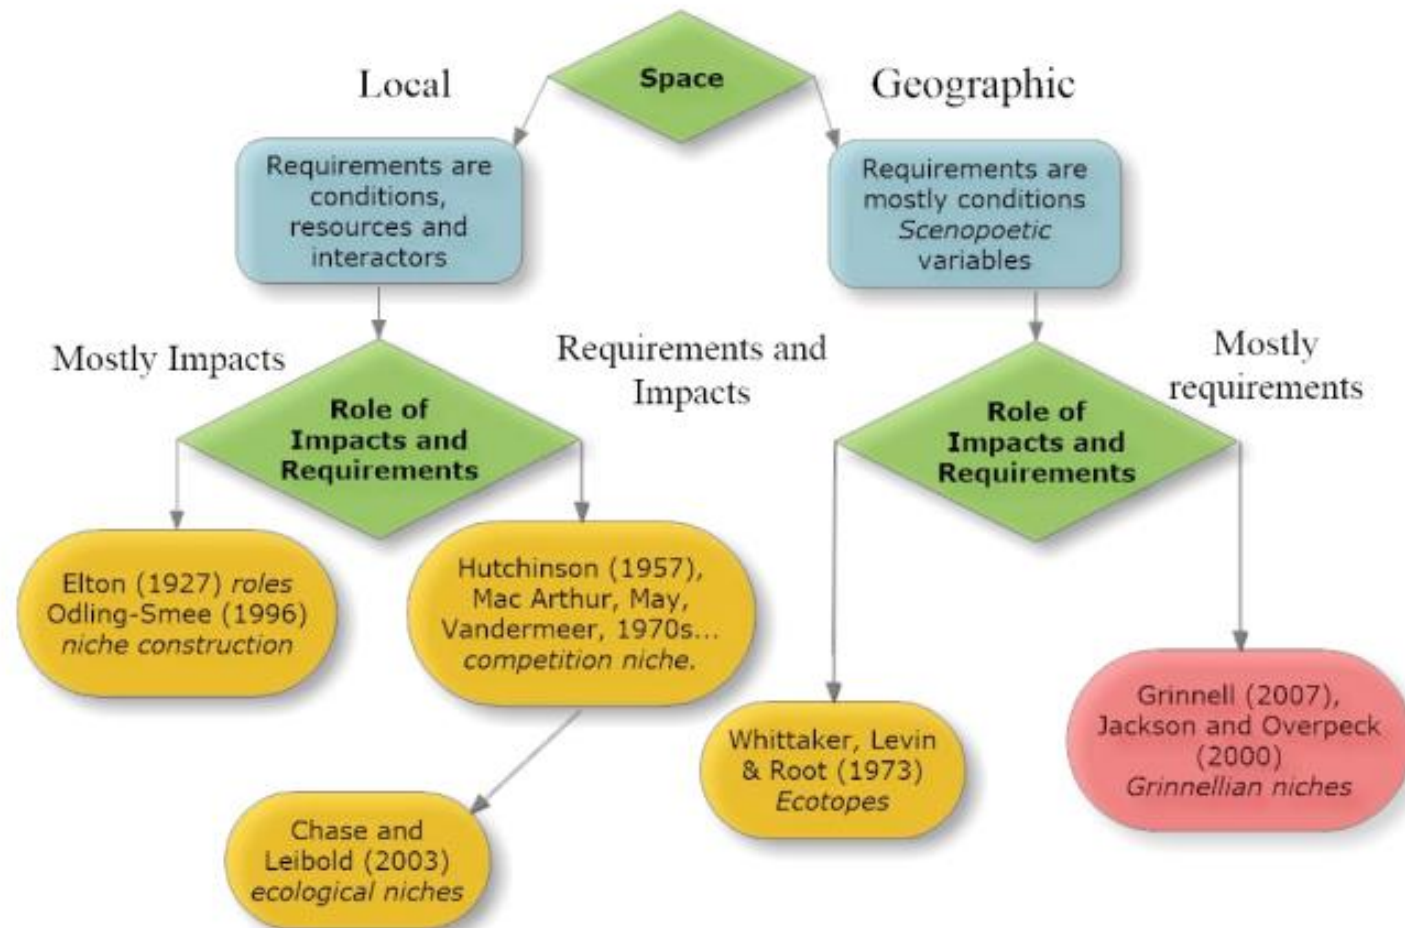 Space
Local
Geographic
Requirements are
conditions,
resources and
interactors
Requirements are
mostly conditions
Scenopoetic
variables
Mostly Impacts
Requirements and
Impacts
Mostly
requirements
Role of
Impacts and
Requirements
Role of
Impacts and
Requirements
Elton (1927) roles
Odling-Smee (1996)
niche construction
Hutchinson (1957),
Mac Arthur, May,
Vandermeer, 1970s...
competition niche.
Whittaker, Levin
& Root (1973)
Ecotopes
Grinnell (2007),
Jackson and Overpeck
(2000)
Grinnellian niches
Chase and
Leibold (2003)
ecological niches